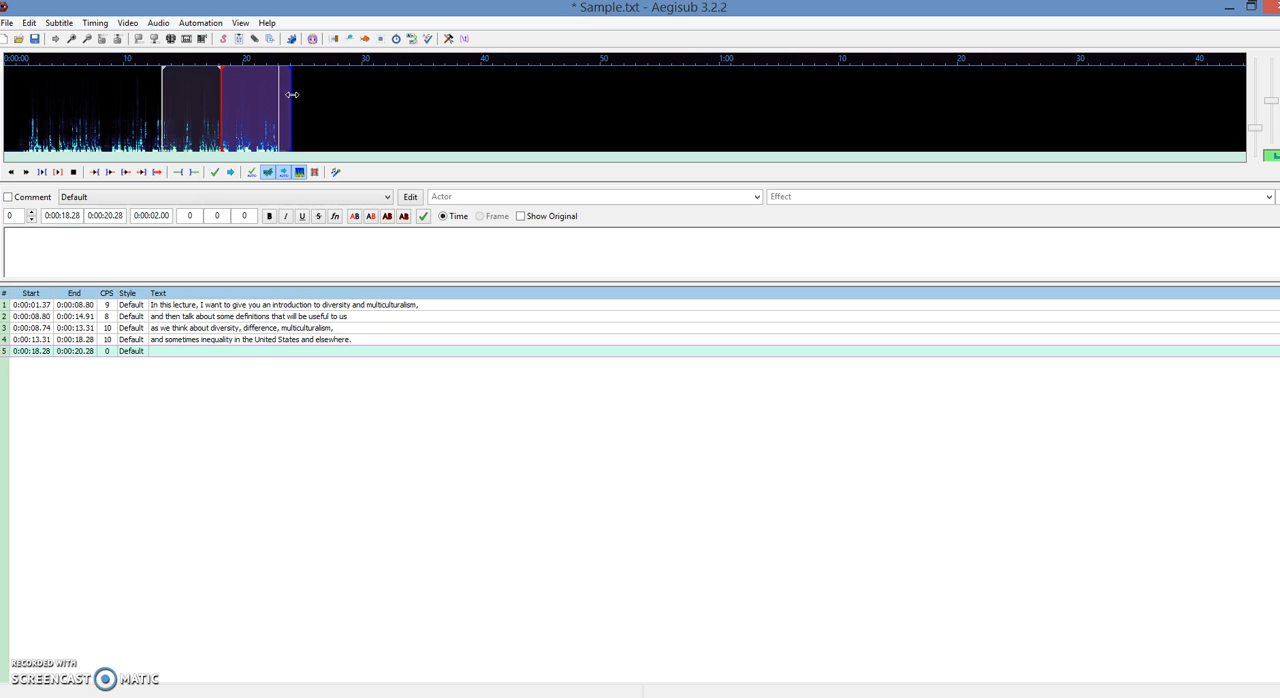 * Sample.txt - Aegisub 3.2.2
File Edit Subtitle Timing Video Audio Automation View Help
0:00:00 10 20 30 40 50 1:00 10 20 30 40
Comment Default Edit Actor Effect
0 0:00:18.28 0:00:20.28 0:00:02.00 0 0 0 B I U S fn AB AB AB AB Time Frame Show Original
# Start End CPS Style Text
1 0:00:01.37 0:00:08.80 9 Default In this lecture, I want to give you an introduction to diversity and multiculturalism,
2 0:00:08.80 0:00:14.91 8 Default and then talk about some definitions that will be useful to us
3 0:00:08.74 0:00:13.31 10 Default as we think about diversity, difference, multiculturalism,
4 0:00:13.31 0:00:18.28 10 Default and sometimes inequality in the United States and elsewhere.
5 0:00:18.28 0:00:20.28 0 Default
RECORDED WITH
SCREENCAST MATIC